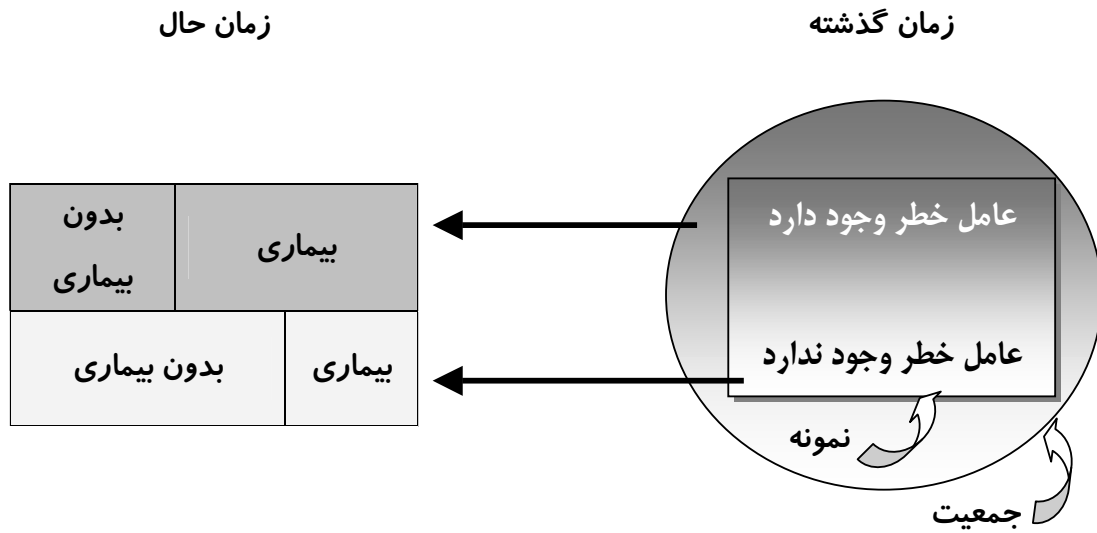 زمان گذشته
زمان حال
عامل خطر وجود دارد
بیماری
بدون
بیماری
عامل خطر وجود ندارد
بیماری
بدون بیماری
نمونه
جمعیت